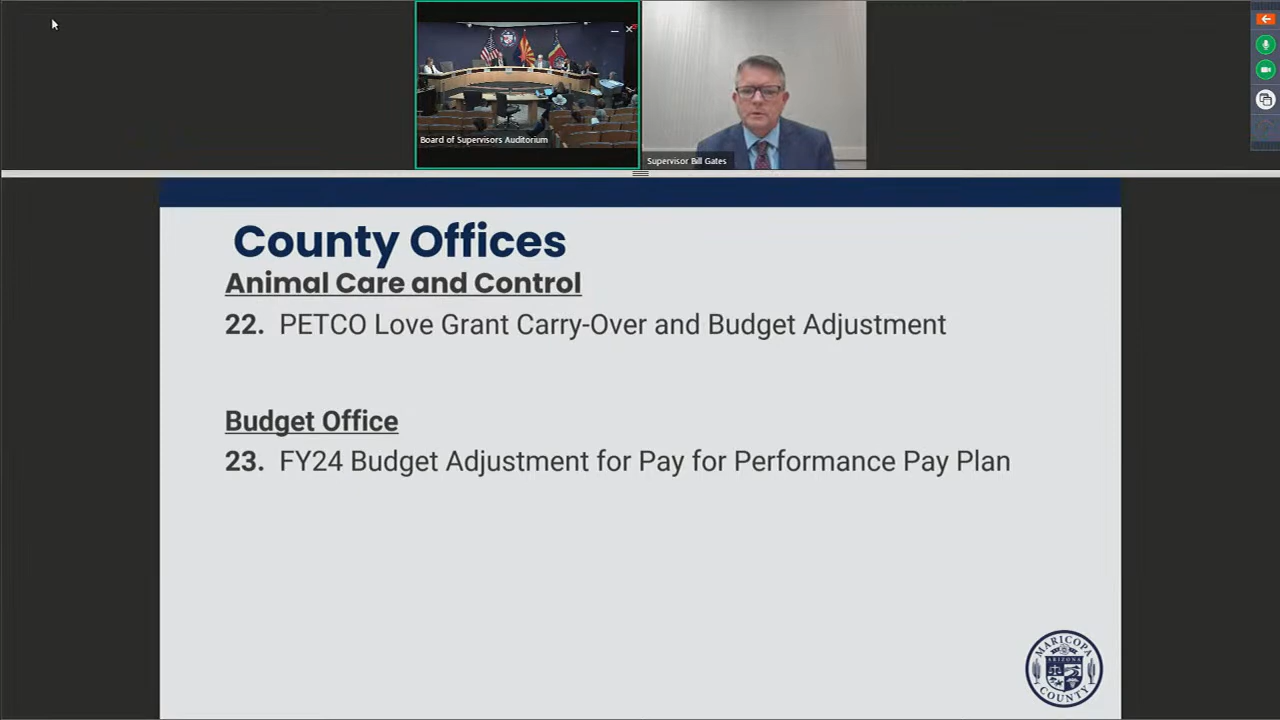 Board of Supervisors Auditorium
Supervisor Bill Gates
County Offices
Animal Care and Control
22. PETCO Love Grant Carry-Over and Budget Adjustment
Budget Office
23. FY24 Budget Adjustment for Pay for Performance Pay Plan
MARICOPA
ARIZONA
COUNTY